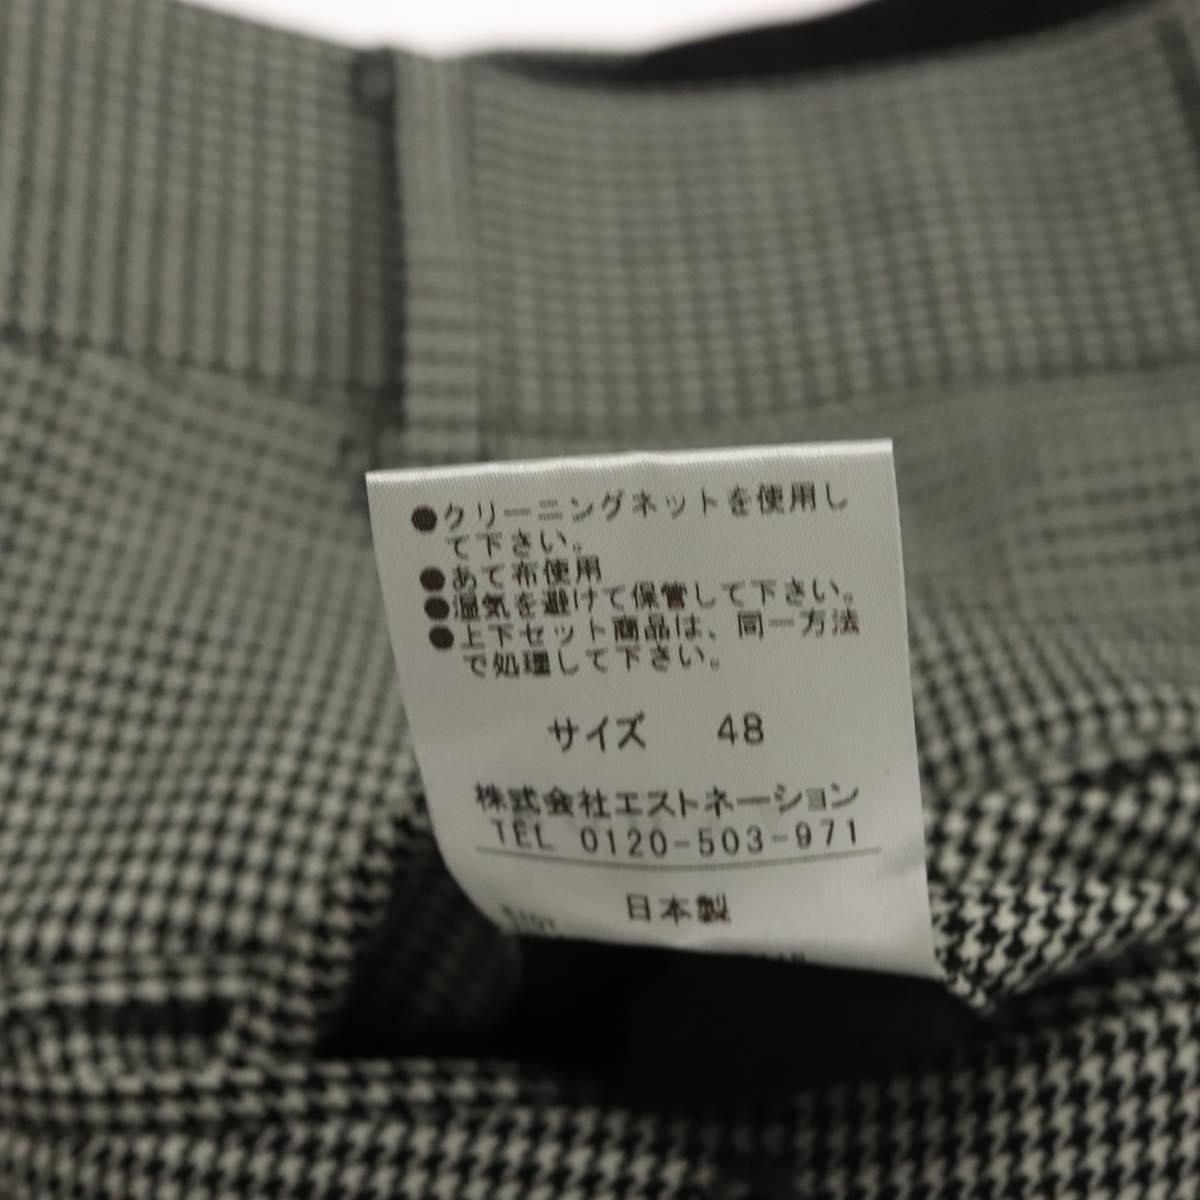 ●クリーニングネットを使用し
て下さい。
●あて布使用
●湿気を避けて保管して下さい。
●上下セット商品は、同一方法
で処理して下さい。
サイズ 48
株式会社エストネーション
TEL 0120-503-971
日本製